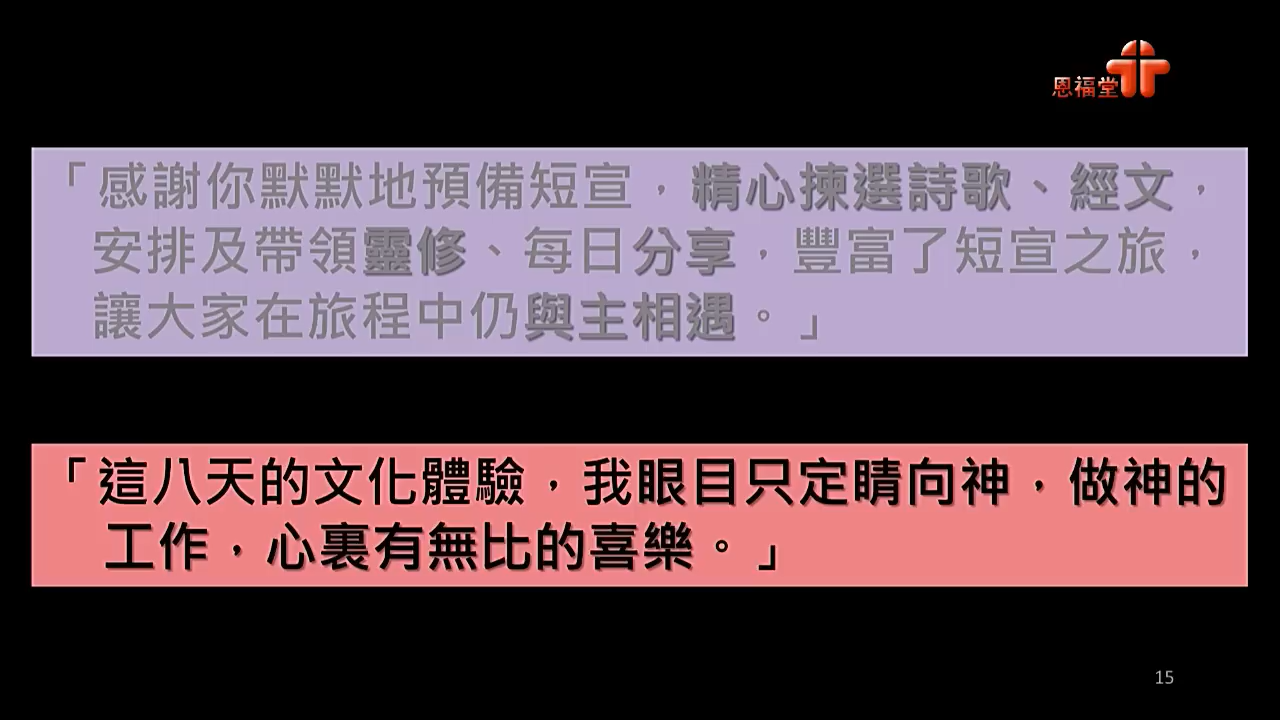 恩福堂
「感謝你默默地預備短宣，精心揀選詩歌、經文，
安排及帶領靈修、每日分享，豐富了短宣之旅，
讓大家在旅程中仍與主相遇。」
「這八天的文化體驗，我眼目只定睛向神，做神的
工作，心裏有無比的喜樂。」
15